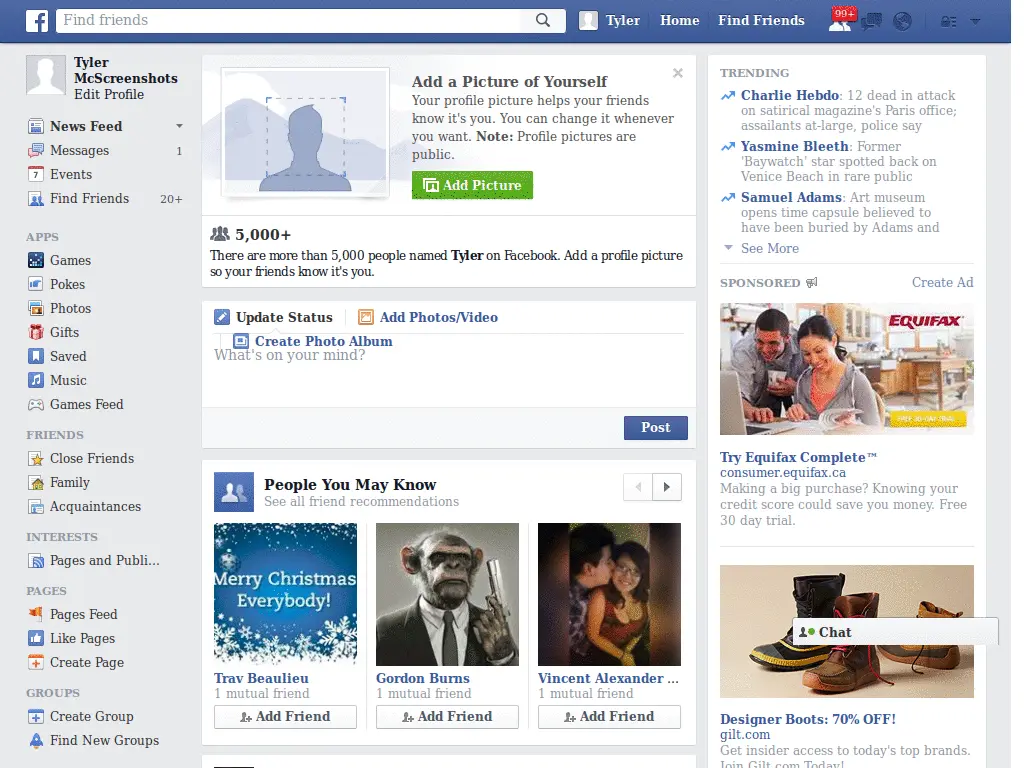 Find friends
Tyler
Home
Find Friends
99+
Tyler
McScreenshots
Edit Profile
News Feed
Messages 1
7 Events
Find Friends 20+
APPS
Games
Pokes
Photos
Gifts
Saved
Music
Games Feed
FRIENDS
Close Friends
Family
Acquaintances
INTERESTS
Pages and Publi...
PAGES
Pages Feed
Like Pages
Create Page
GROUPS
Create Group
Find New Groups
Add a Picture of Yourself
Your profile picture helps your friends
know it's you. You can change it whenever
you want. Note: Profile pictures are
public.
Add Picture
5,000+
There are more than 5,000 people named Tyler on Facebook. Add a profile picture
so your friends know it's you.
Update Status
Add Photos/Video
Create Photo Album
What's on your mind?
Post
People You May Know
See all friend recommendations
Merry Christmas
Everybody!
Trav Beaulieu
1 mutual friend
Add Friend
Gordon Burns
1 mutual friend
Add Friend
Vincent Alexander ...
1 mutual friend
Add Friend
TRENDING
Charlie Hebdo: 12 dead in attack
on satirical magazine's Paris office;
assailants at-large, police say
Yasmine Bleeth: Former
'Baywatch' star spotted back on
Venice Beach in rare public
Samuel Adams: Art museum
opens time capsule believed to
have been buried by Adams and
See More
SPONSORED
Create Ad
EQUIFAX
FREE 30-DAY TRIAL
Try Equifax Complete™
consumer.equifax.ca
Making a big purchase? Knowing your
credit score could save you money. Free
30 day trial.
Chat
Designer Boots: 70% OFF!
gilt.com
Get insider access to today's top brands.
Join Gilt.com Today!